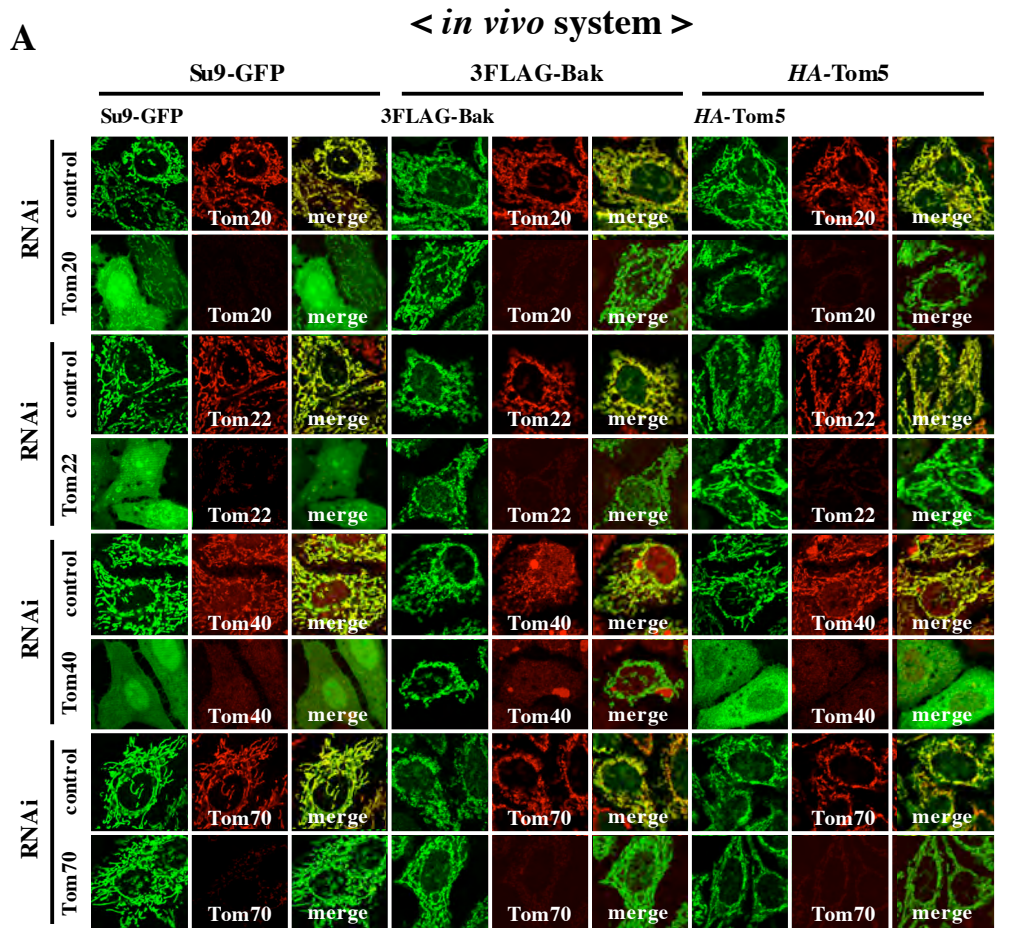 < in vivo system >
A
Su9-GFP 3FLAG-Bak HA-Tom5
Su9-GFP 3FLAG-Bak HA-Tom5
RNAi
control
Tom20 merge Tom20 merge Tom20 merge
Tom20
Tom20 merge Tom20 merge Tom20 merge
RNAi
control
Tom22 merge Tom22 merge Tom22 merge
Tom22
Tom22 merge Tom22 merge Tom22 merge
RNAi
control
Tom40 merge Tom40 merge Tom40 merge
Tom40
Tom40 merge Tom40 merge Tom40 merge
RNAi
control
Tom70 merge Tom70 merge Tom70 merge
Tom70
Tom70 merge Tom70 merge Tom70 merge